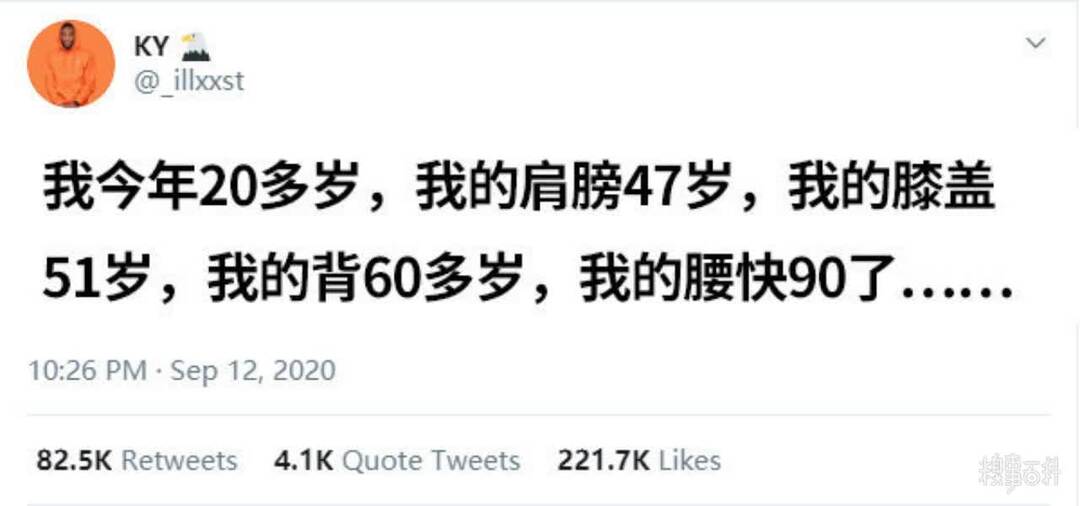 KY
@_illxxst
我今年20多岁，我的肩膀47岁，我的膝盖
51岁，我的背60多岁，我的腰快90了……
10:26 PM · Sep 12, 2020
82.5K Retweets 4.1K Quote Tweets 221.7K Likes